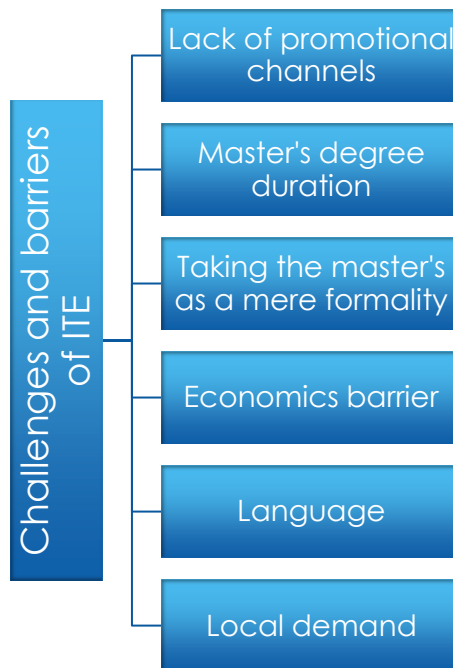 Challenges and barriers
of ITE
Lack of promotional
channels
Master's degree
duration
Taking the master's
as a mere formality
Economics barrier
Language
Local demand